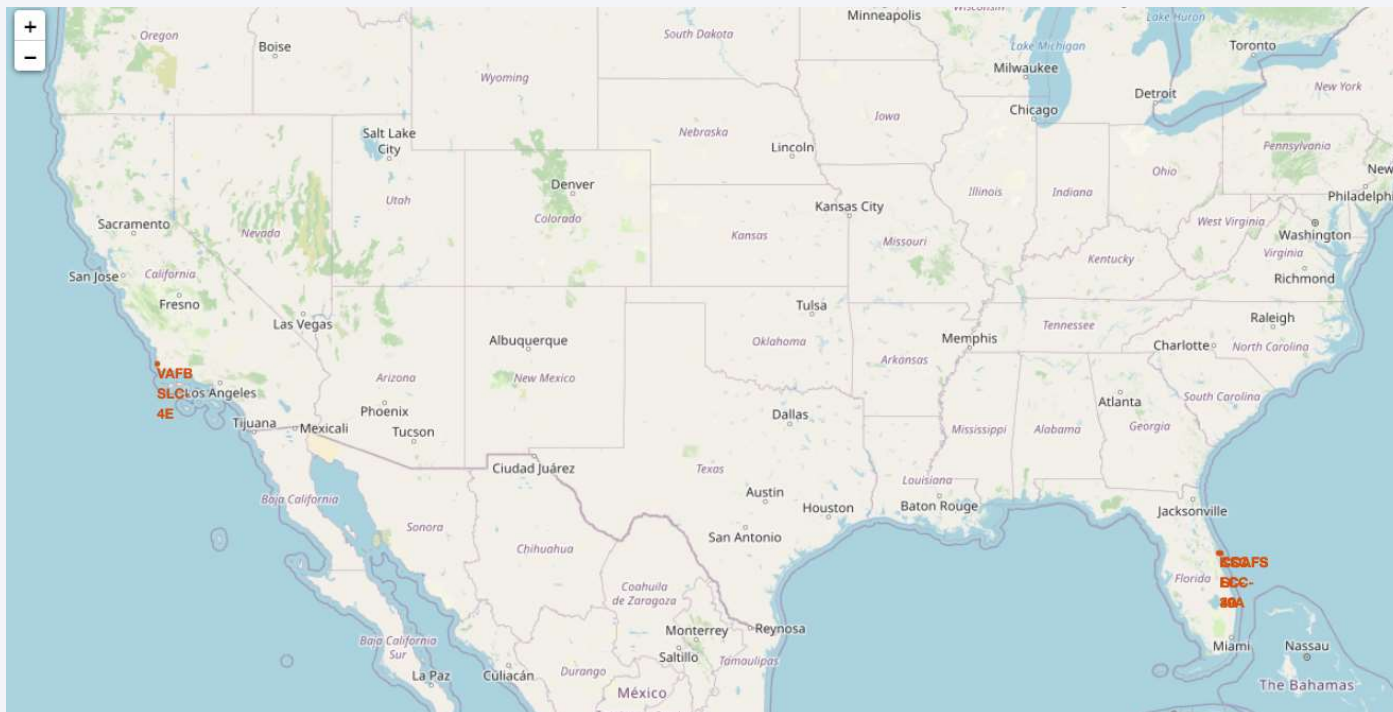 +
−
Minneapolis
Wisconsin
Lake Huron
Oregon
South Dakota
Boise
Lake Michigan
Toronto
Milwaukee
Wyoming
Detroit
New York
Chicago
Iowa
Salt Lake
City
Nebraska
Lincoln
Pennsylvania
Ohio
New
Denver
Illinois
Indiana
Philadelphi
Utah
Kansas City
Sacramento
Colorado
West Virginia
Nevada
Kansas
Missouri
Washington
Virginia
Kentucky
San Jose
California
Richmond
Fresno
Tulsa
Las Vegas
Raleigh
Tennessee
Albuquerque
Oklahoma
Memphis
Charlotte
North Carolina
Arkansas
VAFB
SLC-
4E
Arizona
New Mexico
Los Angeles
South Carolina
Atlanta
Phoenix
Dallas
Tijuana
Mexicali
Tucson
Mississippi
Alabama
Georgia
Ciudad Juárez
Texas
Louisiana
Baja California
Austin
Houston
Baton Rouge
Jacksonville
Sonora
San Antonio
Chihuahua
Florida
Coahuila
de Zaragoza
Monterrey
Reynosa
Baja California
Sur
Saltillo
Miami
Nassau
Tamaulipas
La Paz
Culiacán
Durango
México
The Bahamas